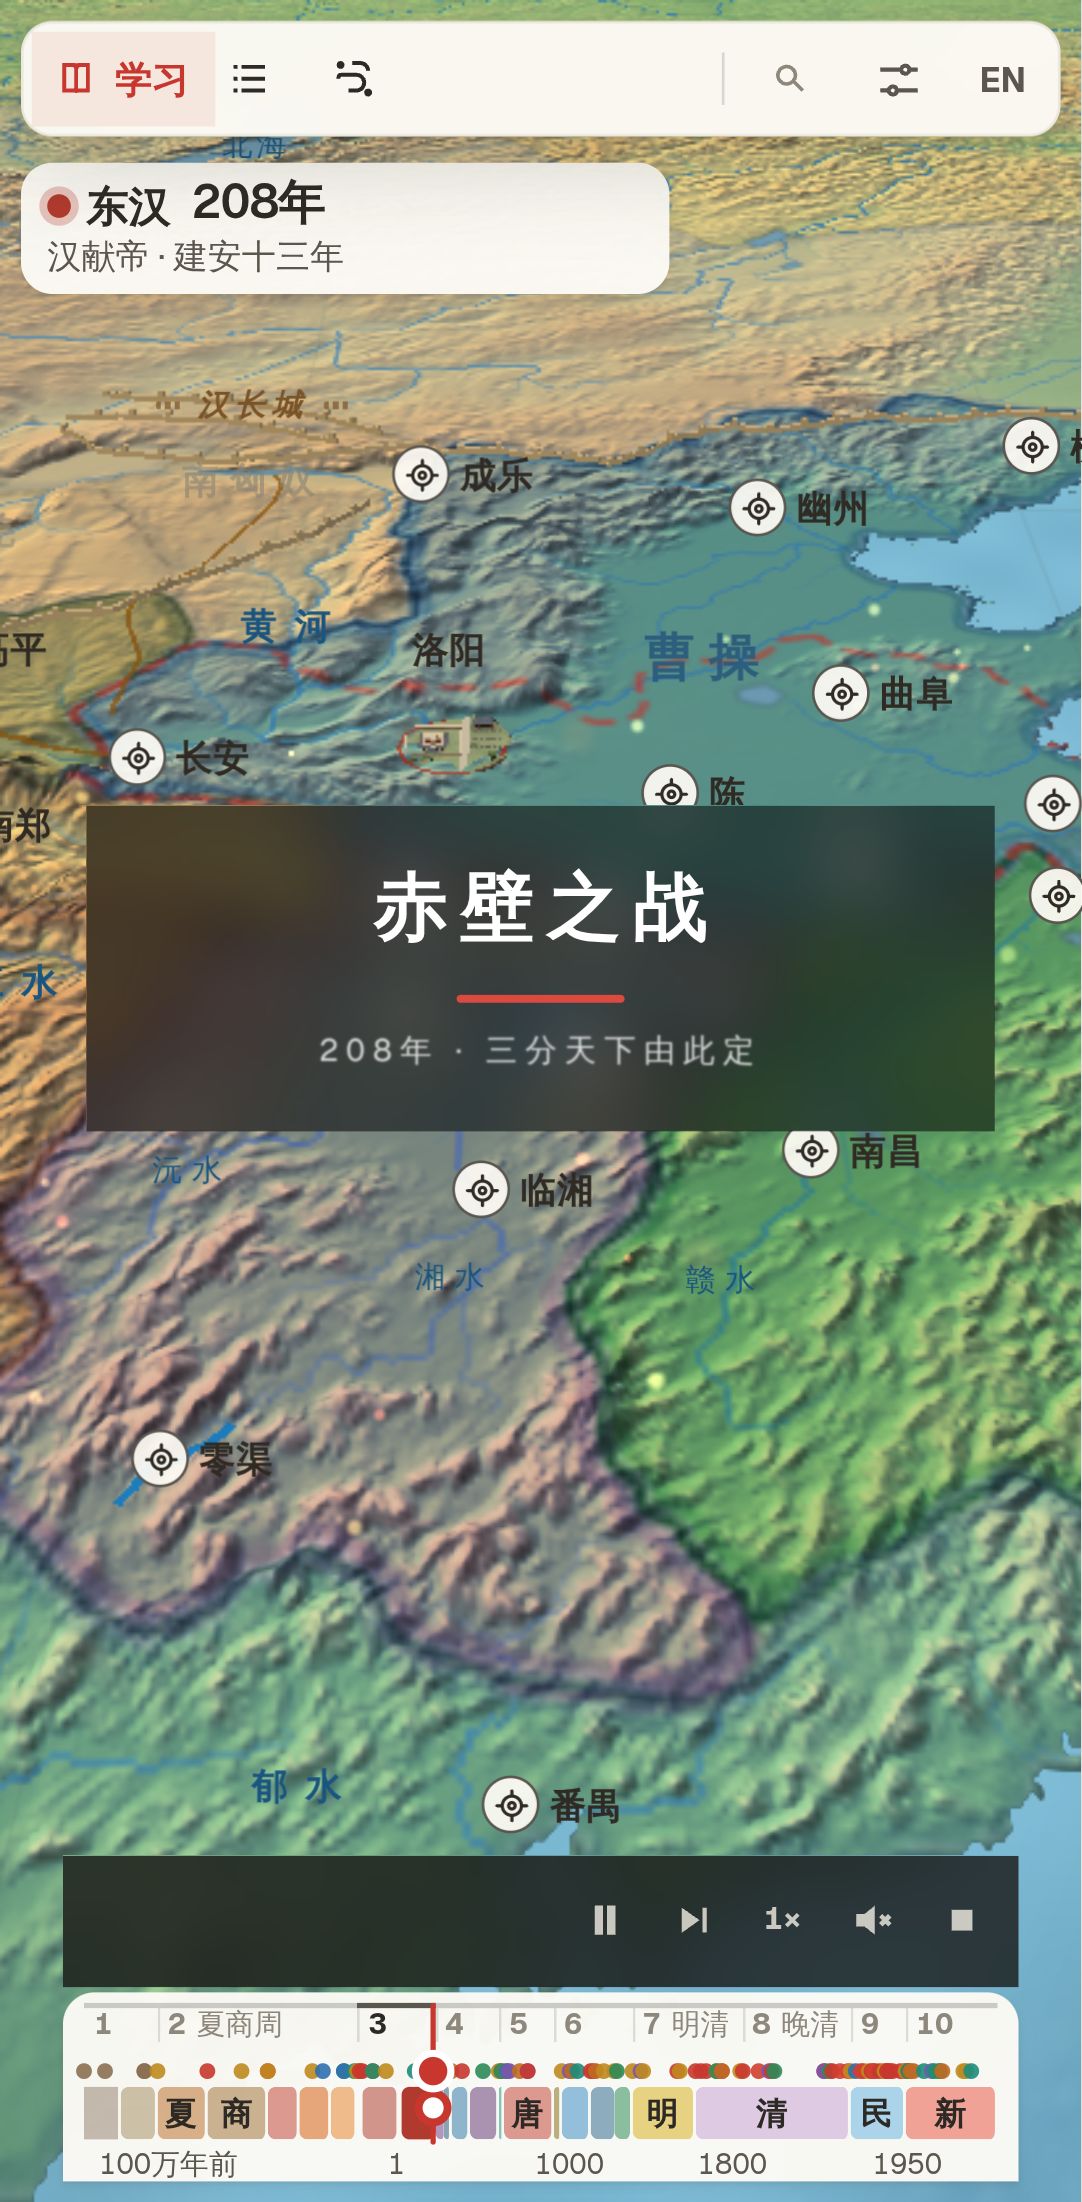 学习
EN
北海
东汉 208年
汉献帝·建安十三年
汉长城
南匈奴
成乐
幽州
黄河
洛阳
曹操
高平
曲阜
长安
陈
南郑
水
赤壁之战
208年 · 三分天下由此定
沅水
南昌
临湘
湘水
赣水
零渠
郁水
番禺
1×
1 2 夏商周 3 4 5 6 7 明清 8 晚清 9 10
夏 商 唐 明 清 民 新
100万年前 1 1000 1800 1950